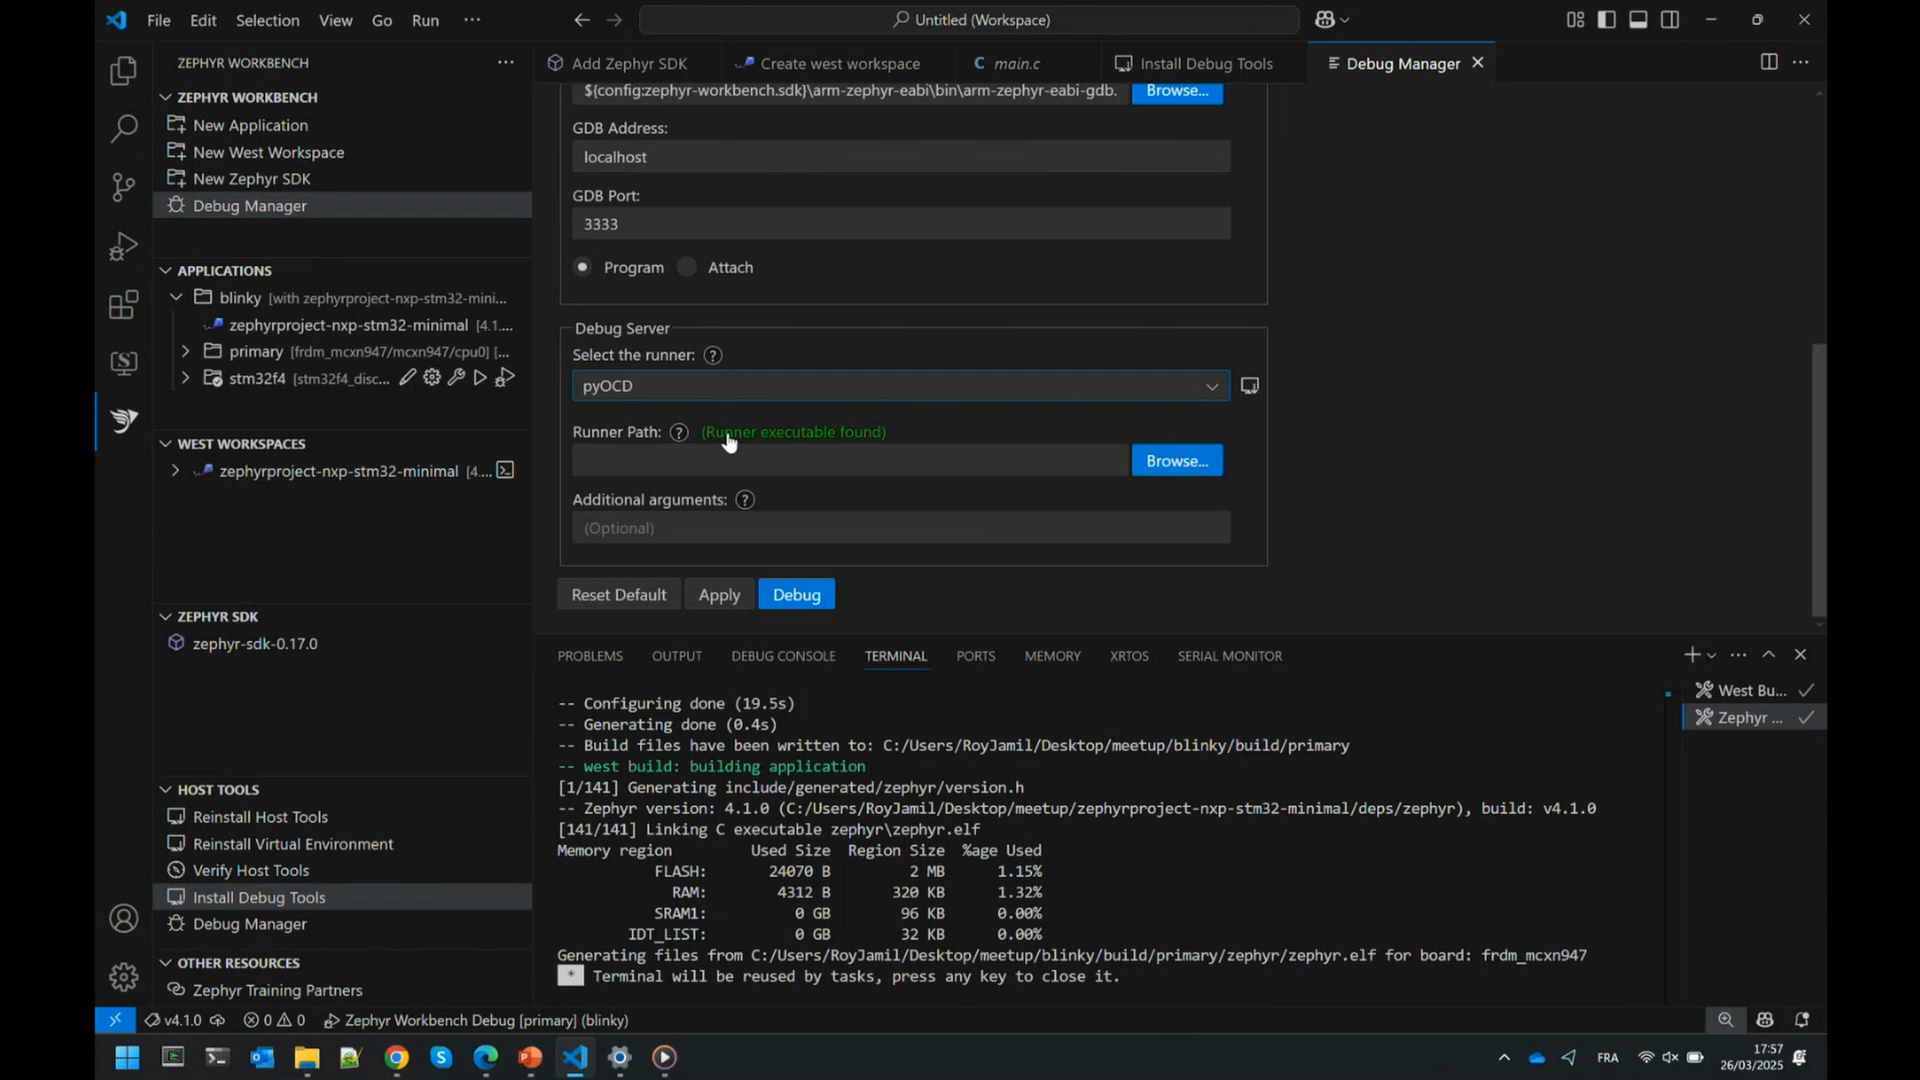 File Edit Selection View Go Run ···
Untitled (Workspace)
ZEPHYR WORKBENCH
ZEPHYR WORKBENCH
New Application
New West Workspace
New Zephyr SDK
Debug Manager
APPLICATIONS
blinky [with zephyrproject-nxp-stm32-mini...
zephyrproject-nxp-stm32-minimal [4.1....
primary [frdm_mcxn947/mcxn947/cpu0] [...
stm32f4 [stm32f4_disc...
WEST WORKSPACES
zephyrproject-nxp-stm32-minimal [4....
ZEPHYR SDK
zephyr-sdk-0.17.0
HOST TOOLS
Reinstall Host Tools
Reinstall Virtual Environment
Verify Host Tools
Install Debug Tools
Debug Manager
OTHER RESOURCES
Zephyr Training Partners
Add Zephyr SDK
Create west workspace
C main.c
Install Debug Tools
Debug Manager
${config:zephyr-workbench.sdk}\arm-zephyr-eabi\bin\arm-zephyr-eabi-gdb.
Browse...
GDB Address:
localhost
GDB Port:
3333
Program Attach
Debug Server
Select the runner: ?
pyOCD
Runner Path: ? (Runner executable found)
Browse...
Additional arguments: ?
(Optional)
Reset Default Apply Debug
PROBLEMS OUTPUT DEBUG CONSOLE TERMINAL PORTS MEMORY XRTOS SERIAL MONITOR
-- Configuring done (19.5s)
-- Generating done (0.4s)
-- Build files have been written to: C:/Users/RoyJamil/Desktop/meetup/blinky/build/primary
-- west build: building application
[1/141] Generating include/generated/zephyr/version.h
-- Zephyr version: 4.1.0 (C:/Users/RoyJamil/Desktop/meetup/zephyrproject-nxp-stm32-minimal/deps/zephyr), build: v4.1.0
[141/141] Linking C executable zephyr\zephyr.elf
Memory region Used Size Region Size %age Used
FLASH: 24070 B 2 MB 1.15%
RAM: 4312 B 320 KB 1.32%
SRAM1: 0 GB 96 KB 0.00%
IDT_LIST: 0 GB 32 KB 0.00%
Generating files from C:/Users/RoyJamil/Desktop/meetup/blinky/build/primary/zephyr/zephyr.elf for board: frdm_mcxn947
* Terminal will be reused by tasks, press any key to close it.
West Bu...
Zephyr ...
v4.1.0 0 0 Zephyr Workbench Debug [primary] (blinky)
FRA
17:57
26/03/2025